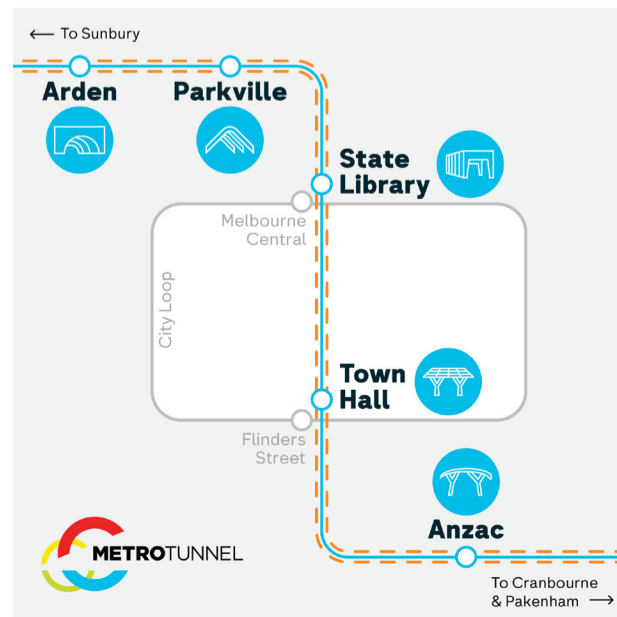 ← To Sunbury
Arden
Parkville
State
Library
Melbourne
Central
City Loop
Town
Hall
Flinders
Street
Anzac
METROTUNNEL
To Cranbourne
& Pakenham →